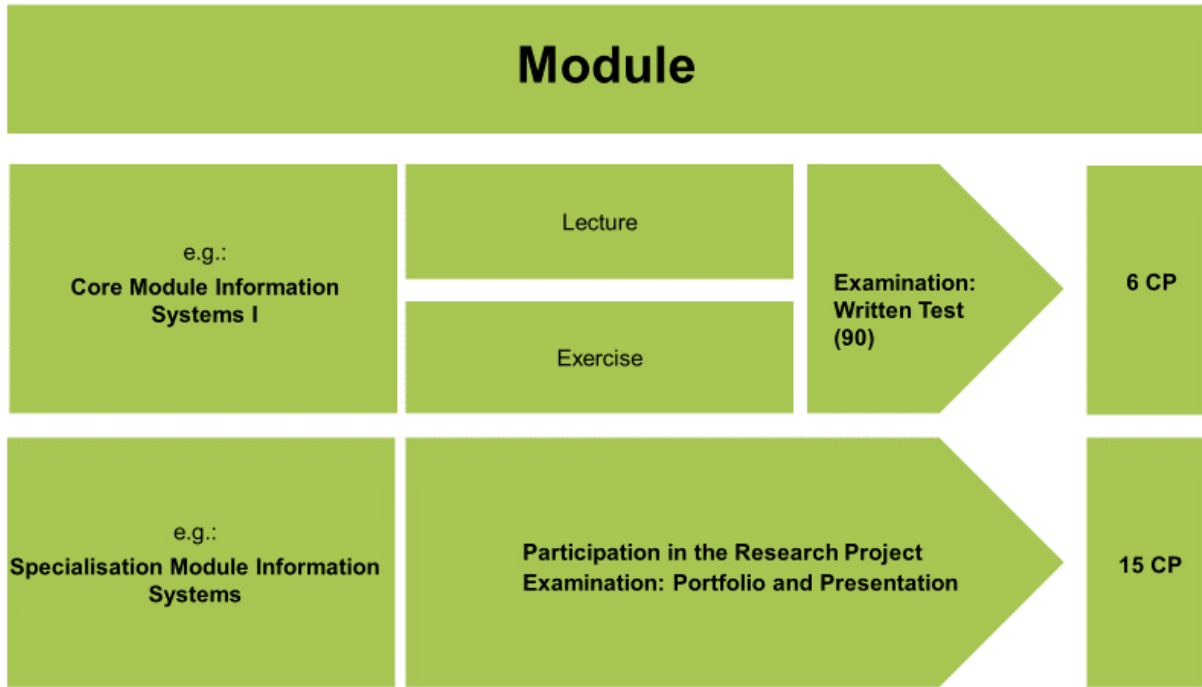 Module
e.g.:
Core Module Information
Systems I
Lecture
Exercise
Examination:
Written Test
(90)
6 CP
e.g.:
Specialisation Module Information
Systems
Participation in the Research Project
Examination: Portfolio and Presentation
15 CP